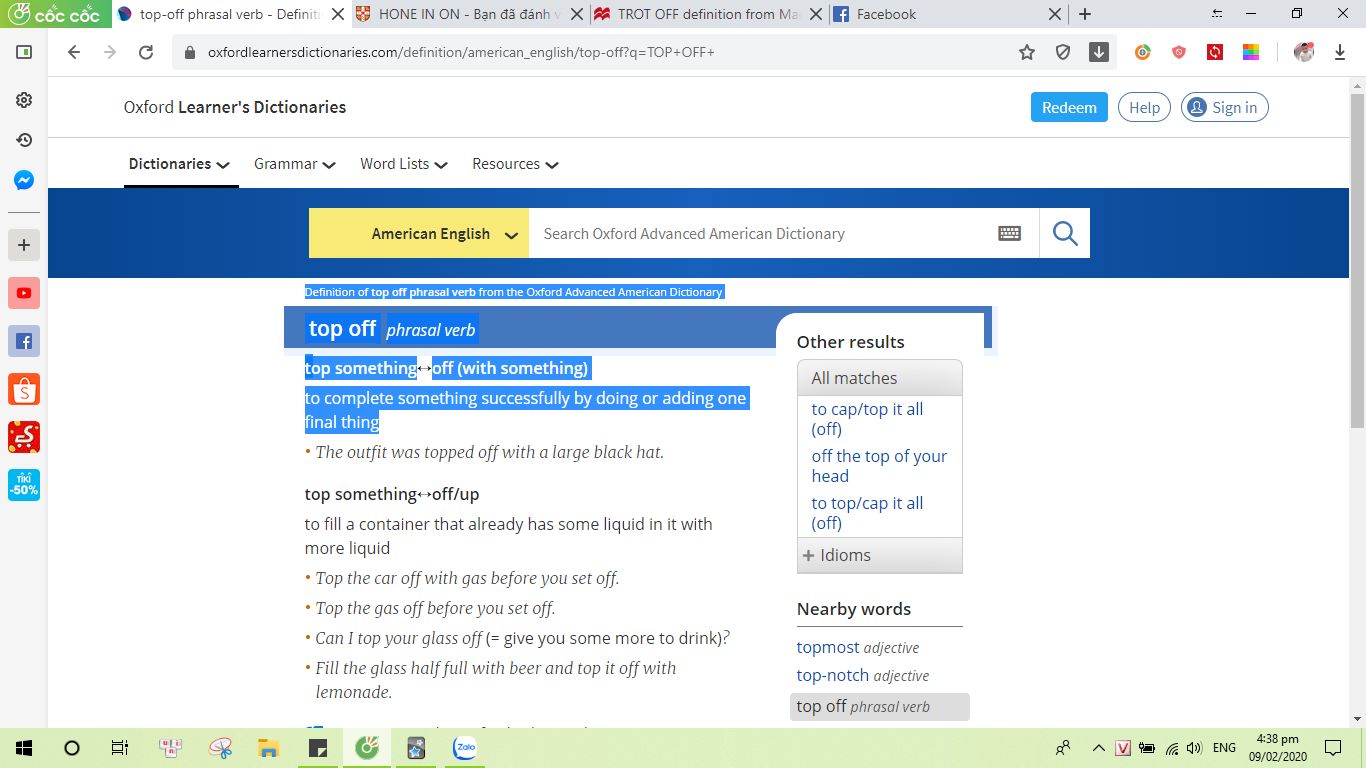 cốc cốc
top-off phrasal verb - Definiti
HONE IN ON - Bạn đã đánh v
TROT OFF definition from Ma
Facebook
oxfordlearnersdictionaries.com/definition/american_english/top-off?q=TOP+OFF+
Oxford Learner's Dictionaries
Redeem
Help
Sign in
Dictionaries
Grammar
Word Lists
Resources
American English
Search Oxford Advanced American Dictionary
Definition of top off phrasal verb from the Oxford Advanced American Dictionary
top off phrasal verb
top something↔off (with something)
to complete something successfully by doing or adding one
final thing
• The outfit was topped off with a large black hat.
top something↔off/up
to fill a container that already has some liquid in it with
more liquid
• Top the car off with gas before you set off.
• Top the gas off before you set off.
• Can I top your glass off (= give you some more to drink)?
• Fill the glass half full with beer and top it off with
lemonade.
Other results
All matches
to cap/top it all
(off)
off the top of your
head
to top/cap it all
(off)
+ Idioms
Nearby words
topmost adjective
top-notch adjective
top off phrasal verb
TIKI
-50%
Zalo
V
ENG
4:38 pm
09/02/2020